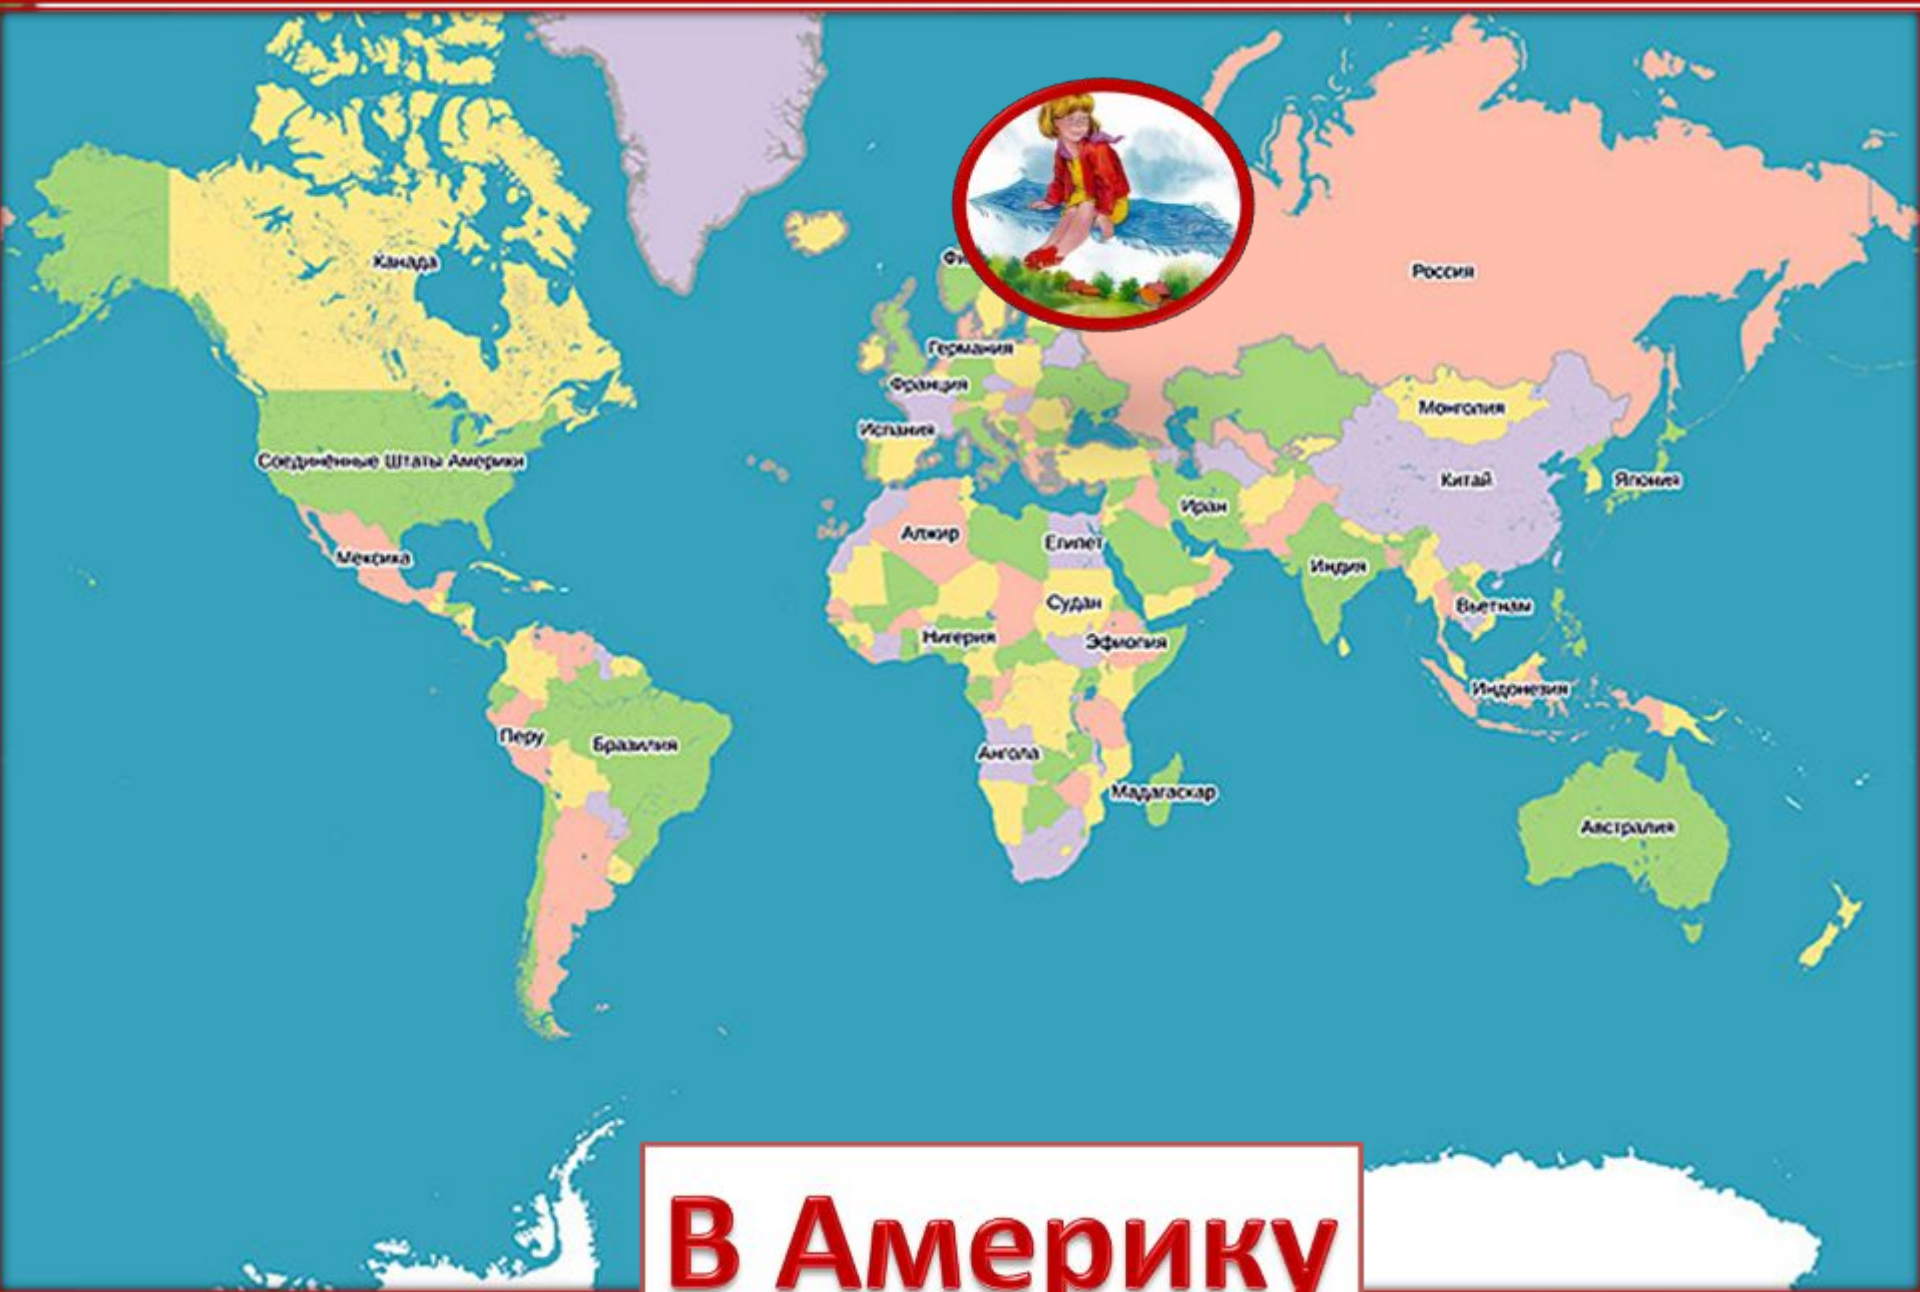 Канада
Россия
Германия
Франция
Монголия
Испания
Соединённые Штаты Америки
Китай
Япония
Иран
Алжир
Египет
Мексика
Индия
Судан
Вьетнам
Нигерия
Эфиопия
Индонезия
Перу
Бразилия
Ангола
Мадагаскар
Австралия
В Америку